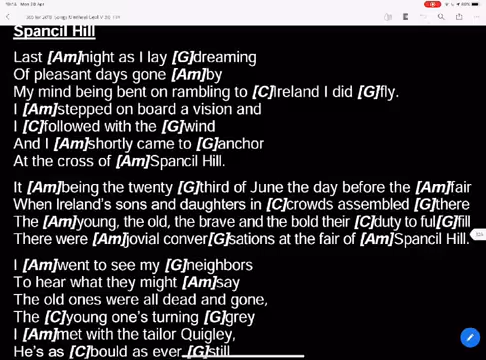 Spancil Hill
Last [Am]night as I lay [G]dreaming
Of pleasant days gone [Am]by
My mind being bent on rambling to [C]Ireland I did [G]fly.
I [Am]stepped on board a vision and
I [C]followed with the [G]wind
And I [Am]shortly came to [G]anchor
At the cross of [Am]Spancil Hill.
It [Am]being the twenty [G]third of June the day before the [Am]fair
When Ireland's sons and daughters in [C]crowds assembled [G]there
The [Am]young, the old, the brave and the bold their [C]duty to ful[G]fill
There were [Am]jovial conver[G]sations at the fair of [Am]Spancil Hill.
I [Am]went to see my [G]neighbors
To hear what they might [Am]say
The old ones were all dead and gone,
The [C]young one's turning [G]grey
I [Am]met with the tailor Quigley,
He's as [C]bould as ever [G]still